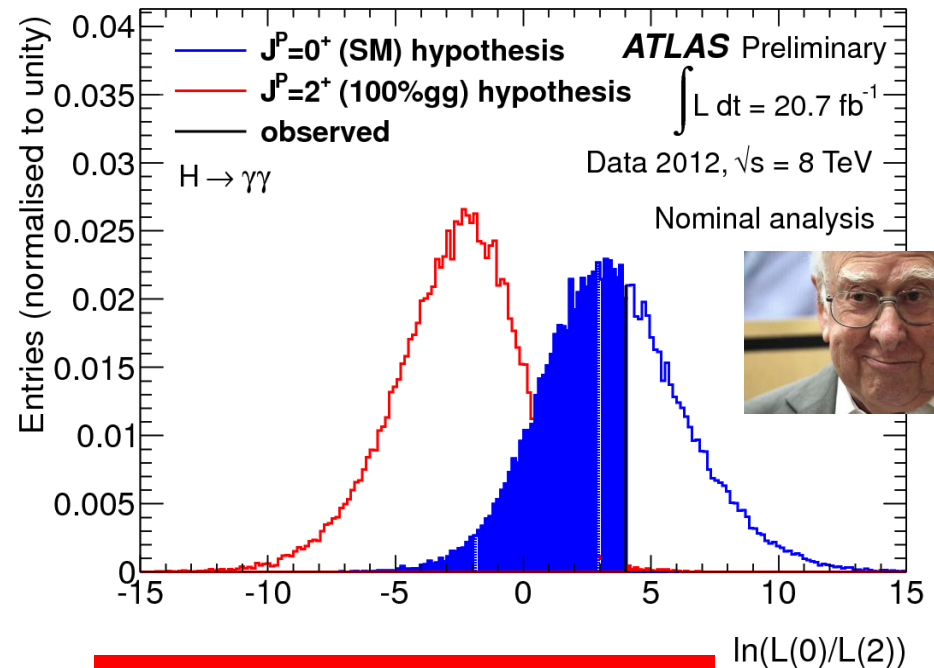 0.04
J^P=0^+ (SM) hypothesis
ATLAS Preliminary
0.035
J^P=2^+ (100%gg) hypothesis
∫L dt = 20.7 fb^-1
observed
0.03
H → γγ
Data 2012, √s = 8 TeV
Nominal analysis
0.025
0.02
0.015
0.01
0.005
0
Entries (normalised to unity)
-15 -10 -5 0 5 10 15
ln(L(0)/L(2))